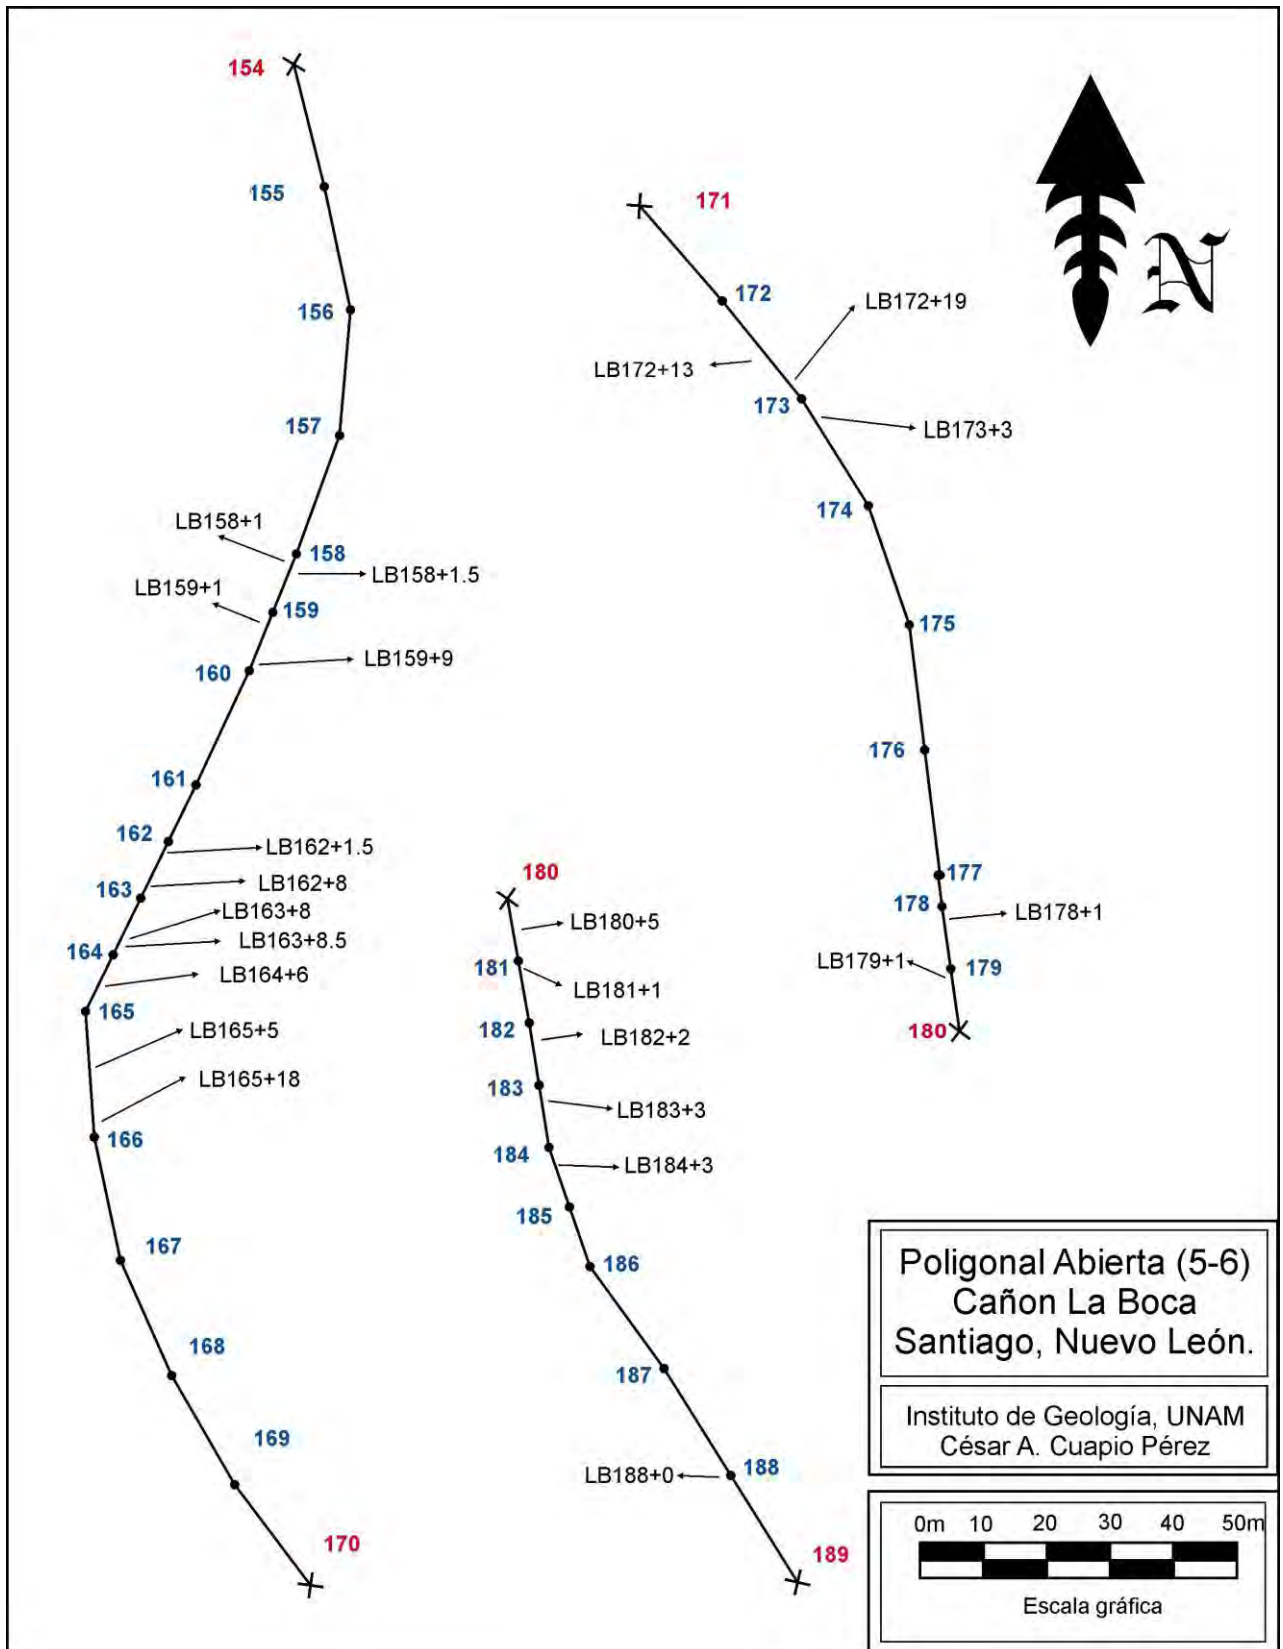 154
155
156
157
LB158+1
158
LB158+1.5
LB159+1
159
LB159+9
160
161
162
LB162+1.5
163
LB162+8
LB163+8
LB163+8.5
164
LB164+6
165
LB165+5
LB165+18
166
167
168
169
170
171
172
LB172+19
LB172+13
173
LB173+3
174
175
176
177
178
LB178+1
LB179+1
179
180
180
LB180+5
181
LB181+1
182
LB182+2
183
LB183+3
184
LB184+3
185
186
187
188
LB188+0
189
N
Poligonal Abierta (5-6)
Cañon La Boca
Santiago, Nuevo León.
Instituto de Geología, UNAM
César A. Cuapio Pérez
0m 10 20 30 40 50m
Escala gráfica